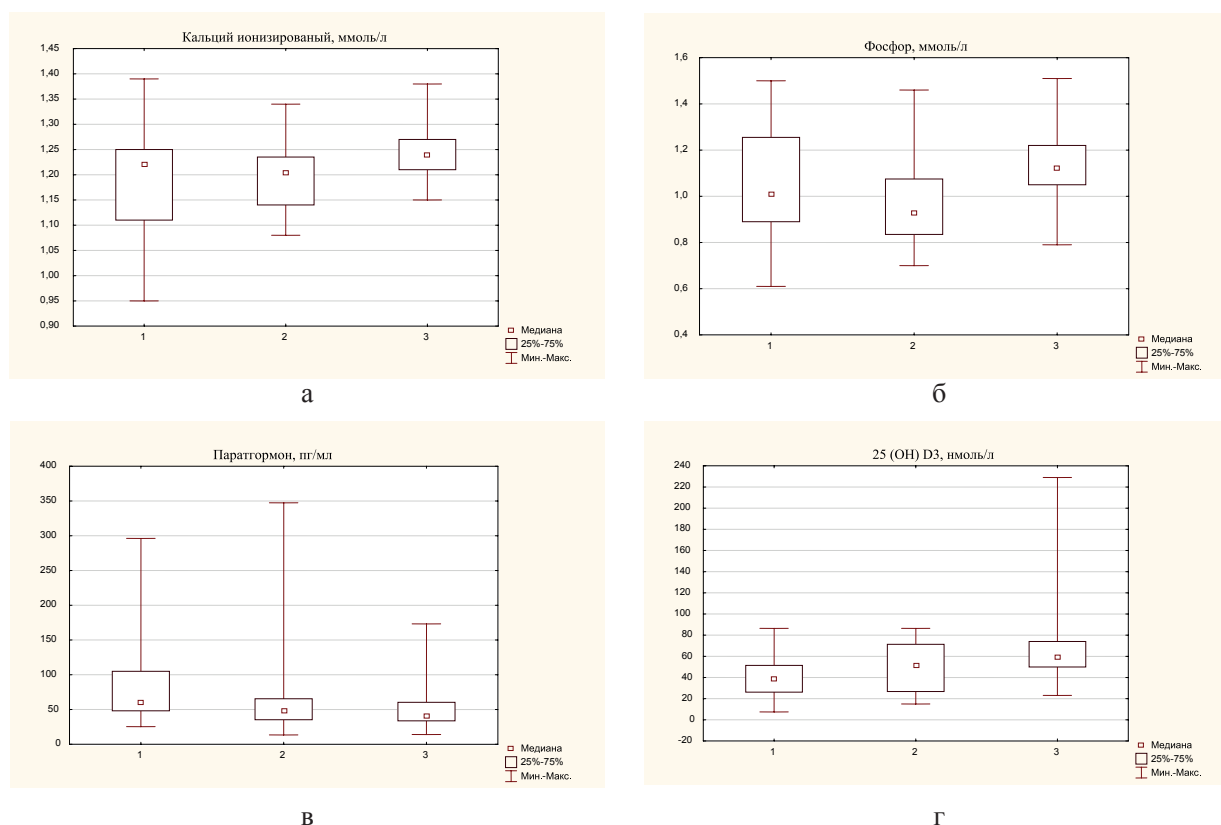 Кальций ионизированый, ммоль/л
1,45
1,40
1,35
1,30
1,25
1,20
1,15
1,10
1,05
1,00
0,95
0,90
1 2 3
Медиана
25%-75%
Мин.-Макс.
а
Фосфор, ммоль/л
1,6
1,4
1,2
1,0
0,8
0,6
0,4
1 2 3
Медиана
25%-75%
Мин.-Макс.
б
Паратгормон, пг/мл
400
350
300
250
200
150
100
50
0
1 2 3
Медиана
25%-75%
Мин.-Макс.
в
25 (OH) D3, нмоль/л
240
220
200
180
160
140
120
100
80
60
40
20
0
-20
1 2 3
Медиана
25%-75%
Мин.-Макс.
г